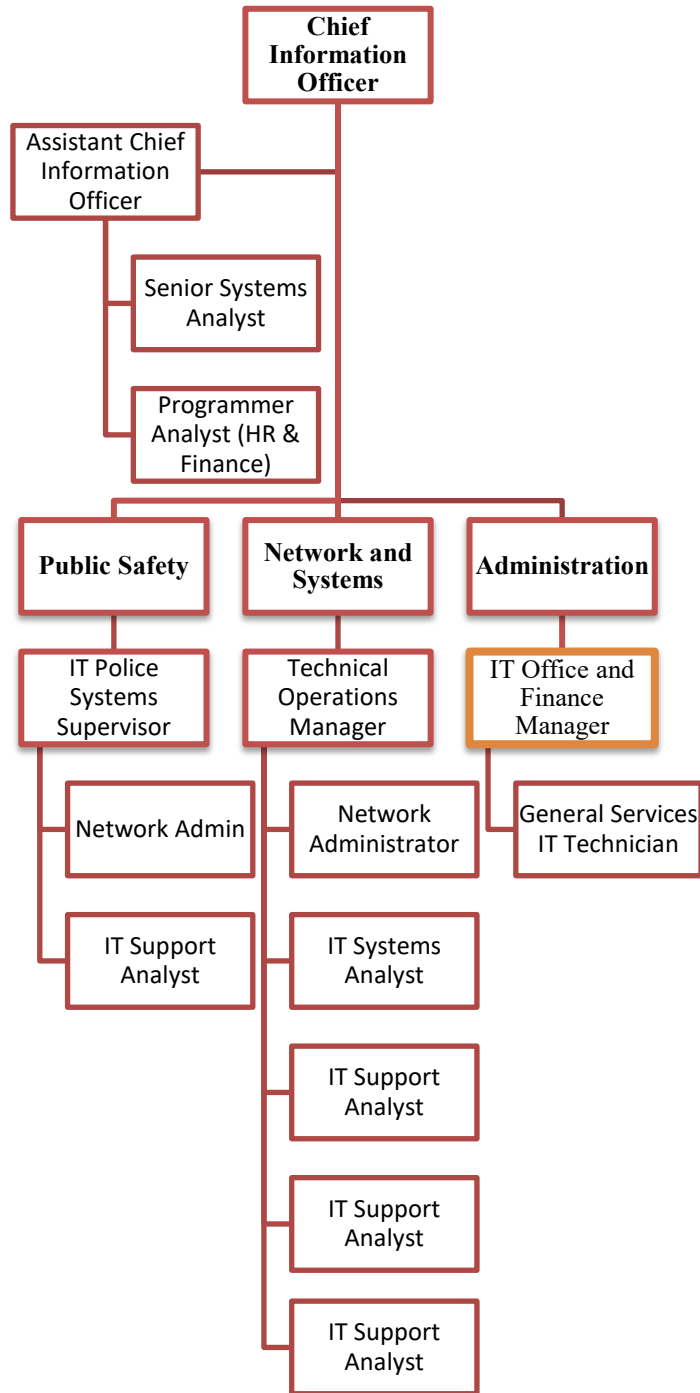 Chief
Information
Officer
Assistant Chief
Information
Officer
Senior Systems
Analyst
Programmer
Analyst (HR &
Finance)
Public Safety
Network and
Systems
Administration
IT Police
Systems
Supervisor
Technical
Operations
Manager
IT Office and
Finance
Manager
Network Admin
Network
Administrator
General Services
IT Technician
IT Support
Analyst
IT Systems
Analyst
IT Support
Analyst
IT Support
Analyst
IT Support
Analyst